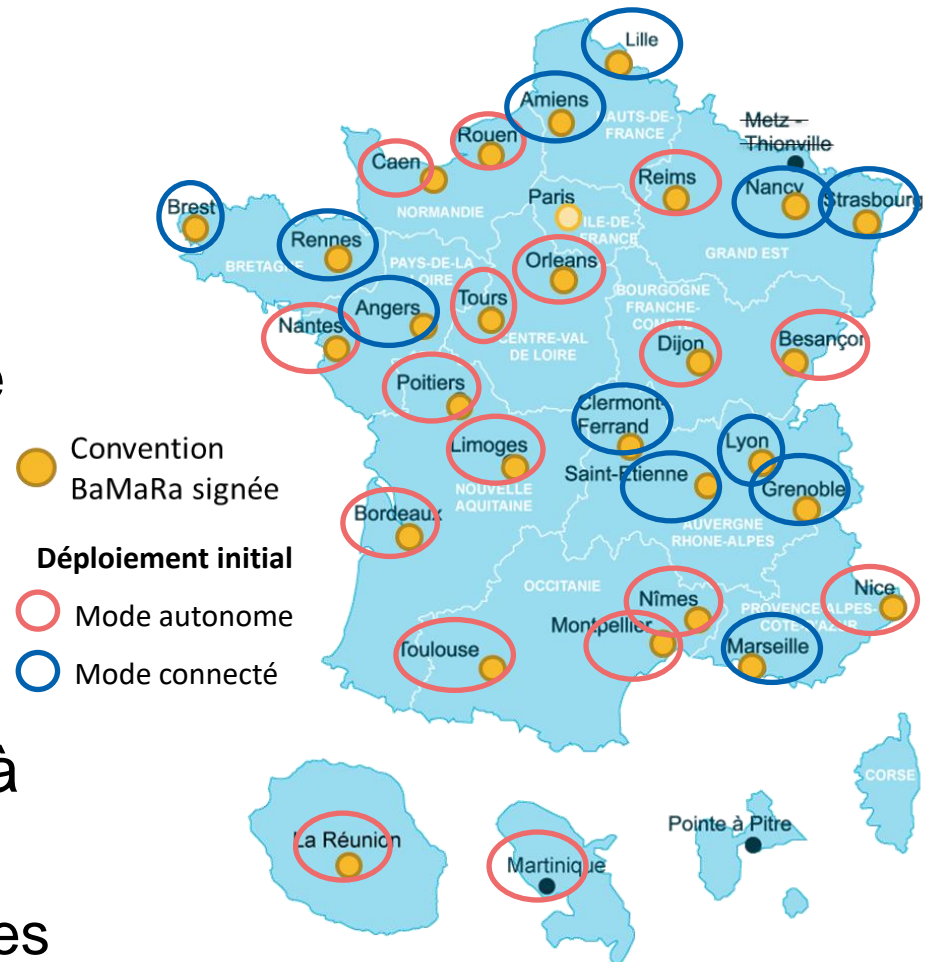 Lille
Amiens
HAUTS-DE-
FRANCE
Metz -
Thionville
Rouen
Caen
Reims
Nancy
Strasbourg
Brest
Paris
NORMANDIE
ILE-DE-
FRANCE
Rennes
BRETAGNE
PAYS-DE-LA
LOIRE
Orleans
GRAND EST
Angers
Tours
BOURGOGNE
FRANCHE-
COMTE
Nantes
CENTRE-VAL
DE LOIRE
Dijon
Besançon
Poitiers
e
Clermont-
Ferrand
Convention
BaMaRa signée
Limoges
Lyon
Saint-Etienne
Grenoble
NOUVELLE
AQUITAINE
Bordeaux
AUVERGNE
RHONE-ALPES
Déploiement initial
Mode autonome
Mode connecté
OCCITANIE
Nîmes
Nice
PROVENCE ALPES-
COTE D'AZUR
Montpellier
Toulouse
Marseille
à
CORSE
La Réunion
Martinique
Pointe à Pitre
es